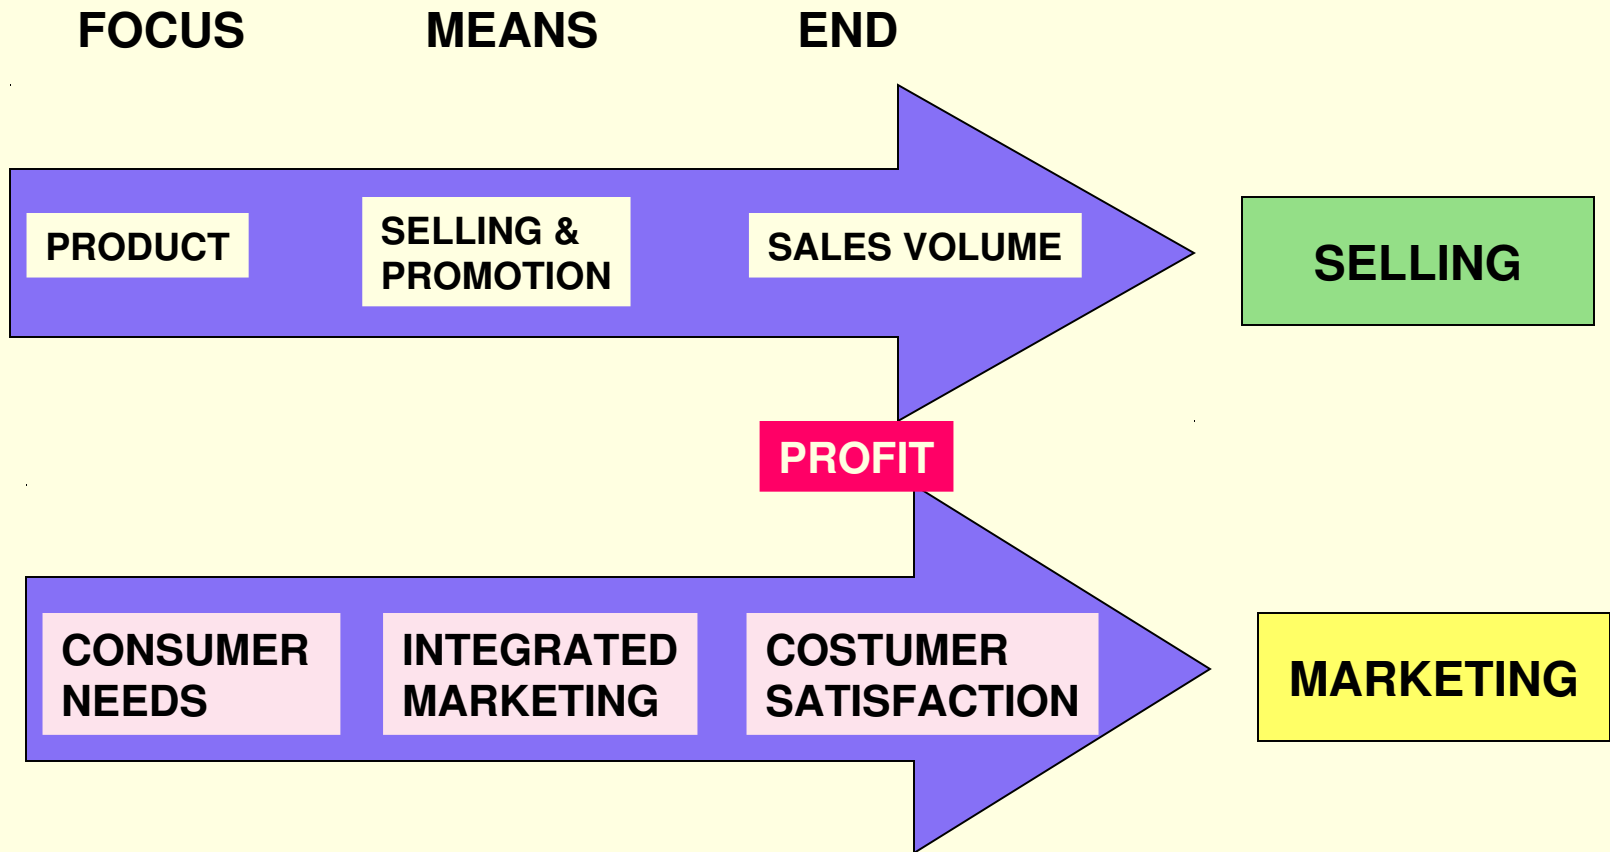 FOCUS MEANS END
PRODUCT
SELLING &
PROMOTION
SALES VOLUME
SELLING
PROFIT
CONSUMER
NEEDS
INTEGRATED
MARKETING
COSTUMER
SATISFACTION
MARKETING